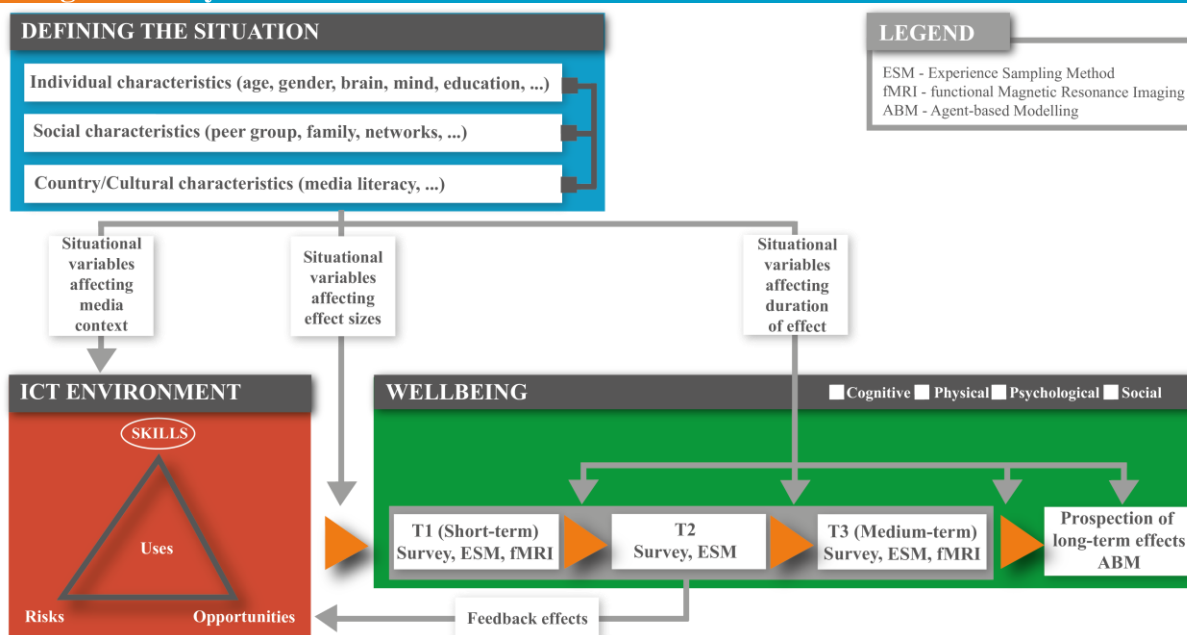 DEFINING THE SITUATION
Individual characteristics (age, gender, brain, mind, education, ...)
Social characteristics (peer group, family, networks, ...)
Country/Cultural characteristics (media literacy, ...)
LEGEND
ESM - Experience Sampling Method
fMRI - functional Magnetic Resonance Imaging
ABM - Agent-based Modelling
Situational
variables
affecting
media
context
Situational
variables
affecting
effect sizes
Situational
variables
affecting
duration
of effect
ICT ENVIRONMENT
SKILLS
Uses
Risks
Opportunities
WELLBEING
Cognitive
Physical
Psychological
Social
T1 (Short-term)
Survey, ESM, fMRI
T2
Survey, ESM
T3 (Medium-term)
Survey, ESM, fMRI
Prospection of
long-term effects
ABM
Feedback effects